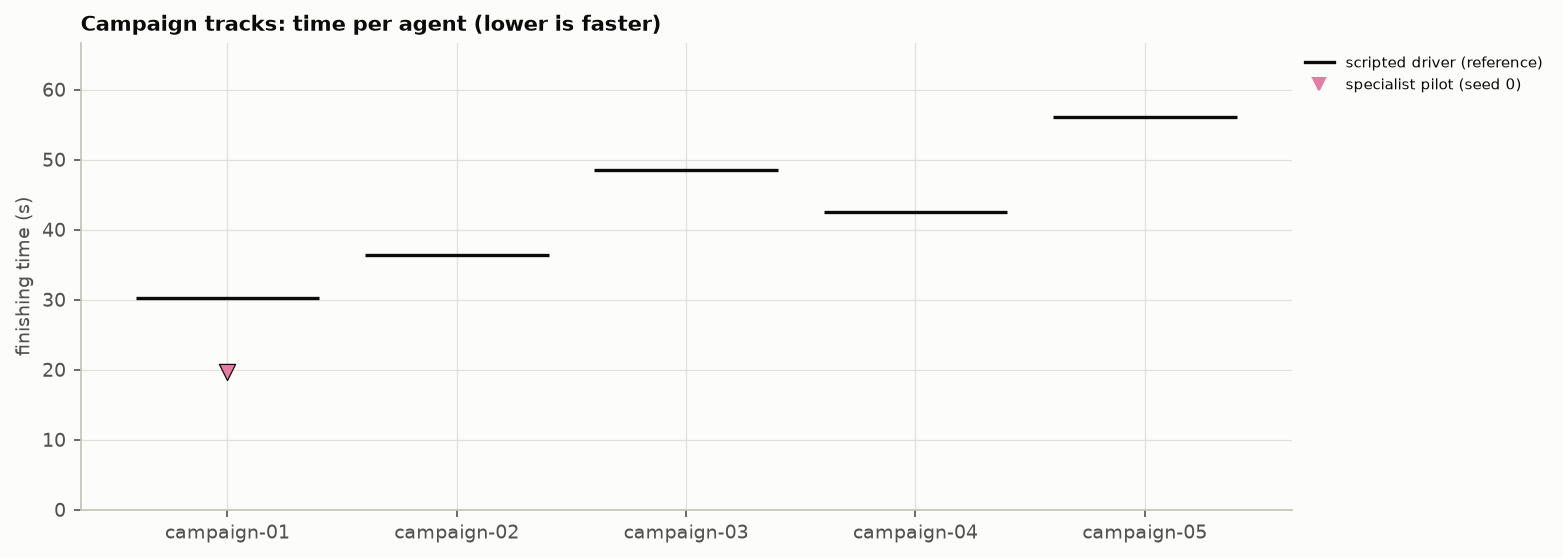 Campaign tracks: time per agent (lower is faster)
scripted driver (reference)
specialist pilot (seed 0)
finishing time (s)
60
50
40
30
20
10
0
campaign-01
campaign-02
campaign-03
campaign-04
campaign-05